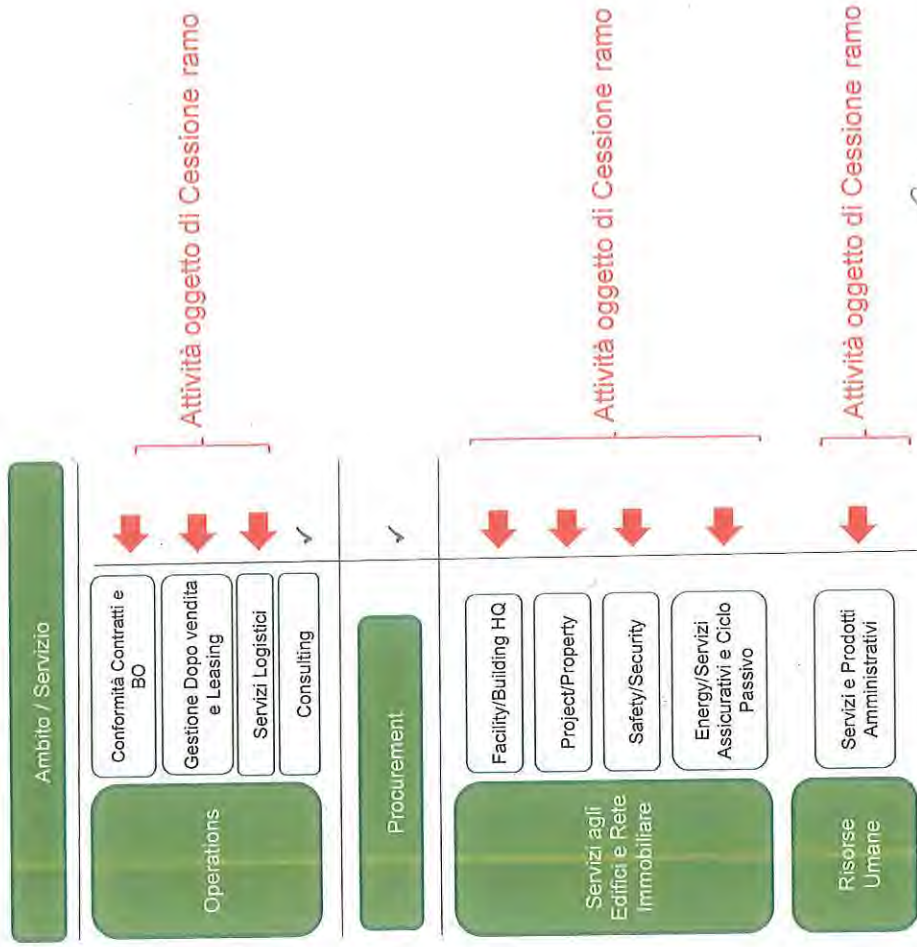 Ambito / Servizio
Operations
Conformità Contratti e
BO
Gestione Dopo vendita
e Leasing
Servizi Logistici
Consulting
Attività oggetto di Cessione ramo
Procurement
Servizi agli
Edifici e Rete
Immobiliare
Facility/Building HQ
Project/Property
Safety/Security
Energy/Servizi
Assicurativi e Ciclo
Passivo
Attività oggetto di Cessione ramo
Risorse
Umane
Servizi e Prodotti
Amministrativi
Attività oggetto di Cessione ramo